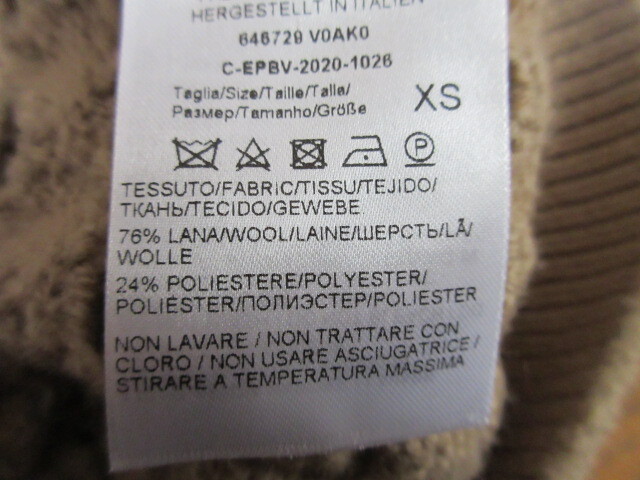 HERGESTELLT IN ITALIEN
646729 V0AK0
C-EPBV-2020-1026
Taglia/Size/Taille/Talla/
Размер/Tamanho/Größe
XS
TESSUTO/FABRIC/TISSU/TEJIDO/
ТКАНЬ/TECIDO/GEWEBE
76% LANA/WOOL/LAINE/ШЕРСТЬ/LÃ/
WOLLE
24% POLIESTERE/POLYESTER/
POLIÉSTER/ПОЛИЭСТЕР/POLIESTER
NON LAVARE / NON TRATTARE CON
CLORO / NON USARE ASCIUGATRICE /
STIRARE A TEMPERATURA MASSIMA